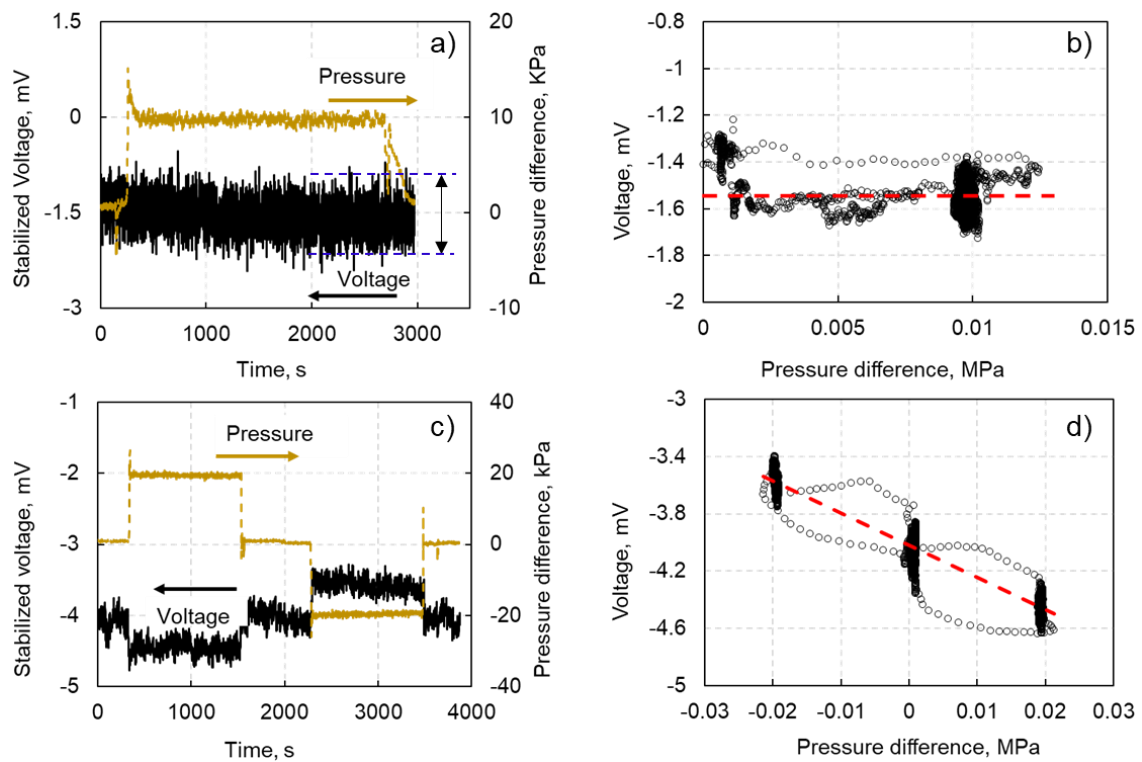 a)
Stabilized Voltage, mV
1.5
0
-1.5
-3
Pressure
Voltage
20
10
0
-10
Pressure difference, KPa
0
1000
2000
3000
Time, s
b)
Voltage, mV
-0.8
-1
-1.2
-1.4
-1.6
-1.8
-2
0
0.005
0.01
0.015
Pressure difference, MPa
c)
Stabilized voltage, mV
-1
-2
-3
-4
-5
Pressure
Voltage
40
20
0
-20
-40
Pressure difference, kPa
0
1000
2000
3000
4000
Time, s
d)
Voltage, mV
-3
-3.4
-3.8
-4.2
-4.6
-5
-0.03
-0.02
-0.01
0
0.01
0.02
0.03
Pressure difference, MPa